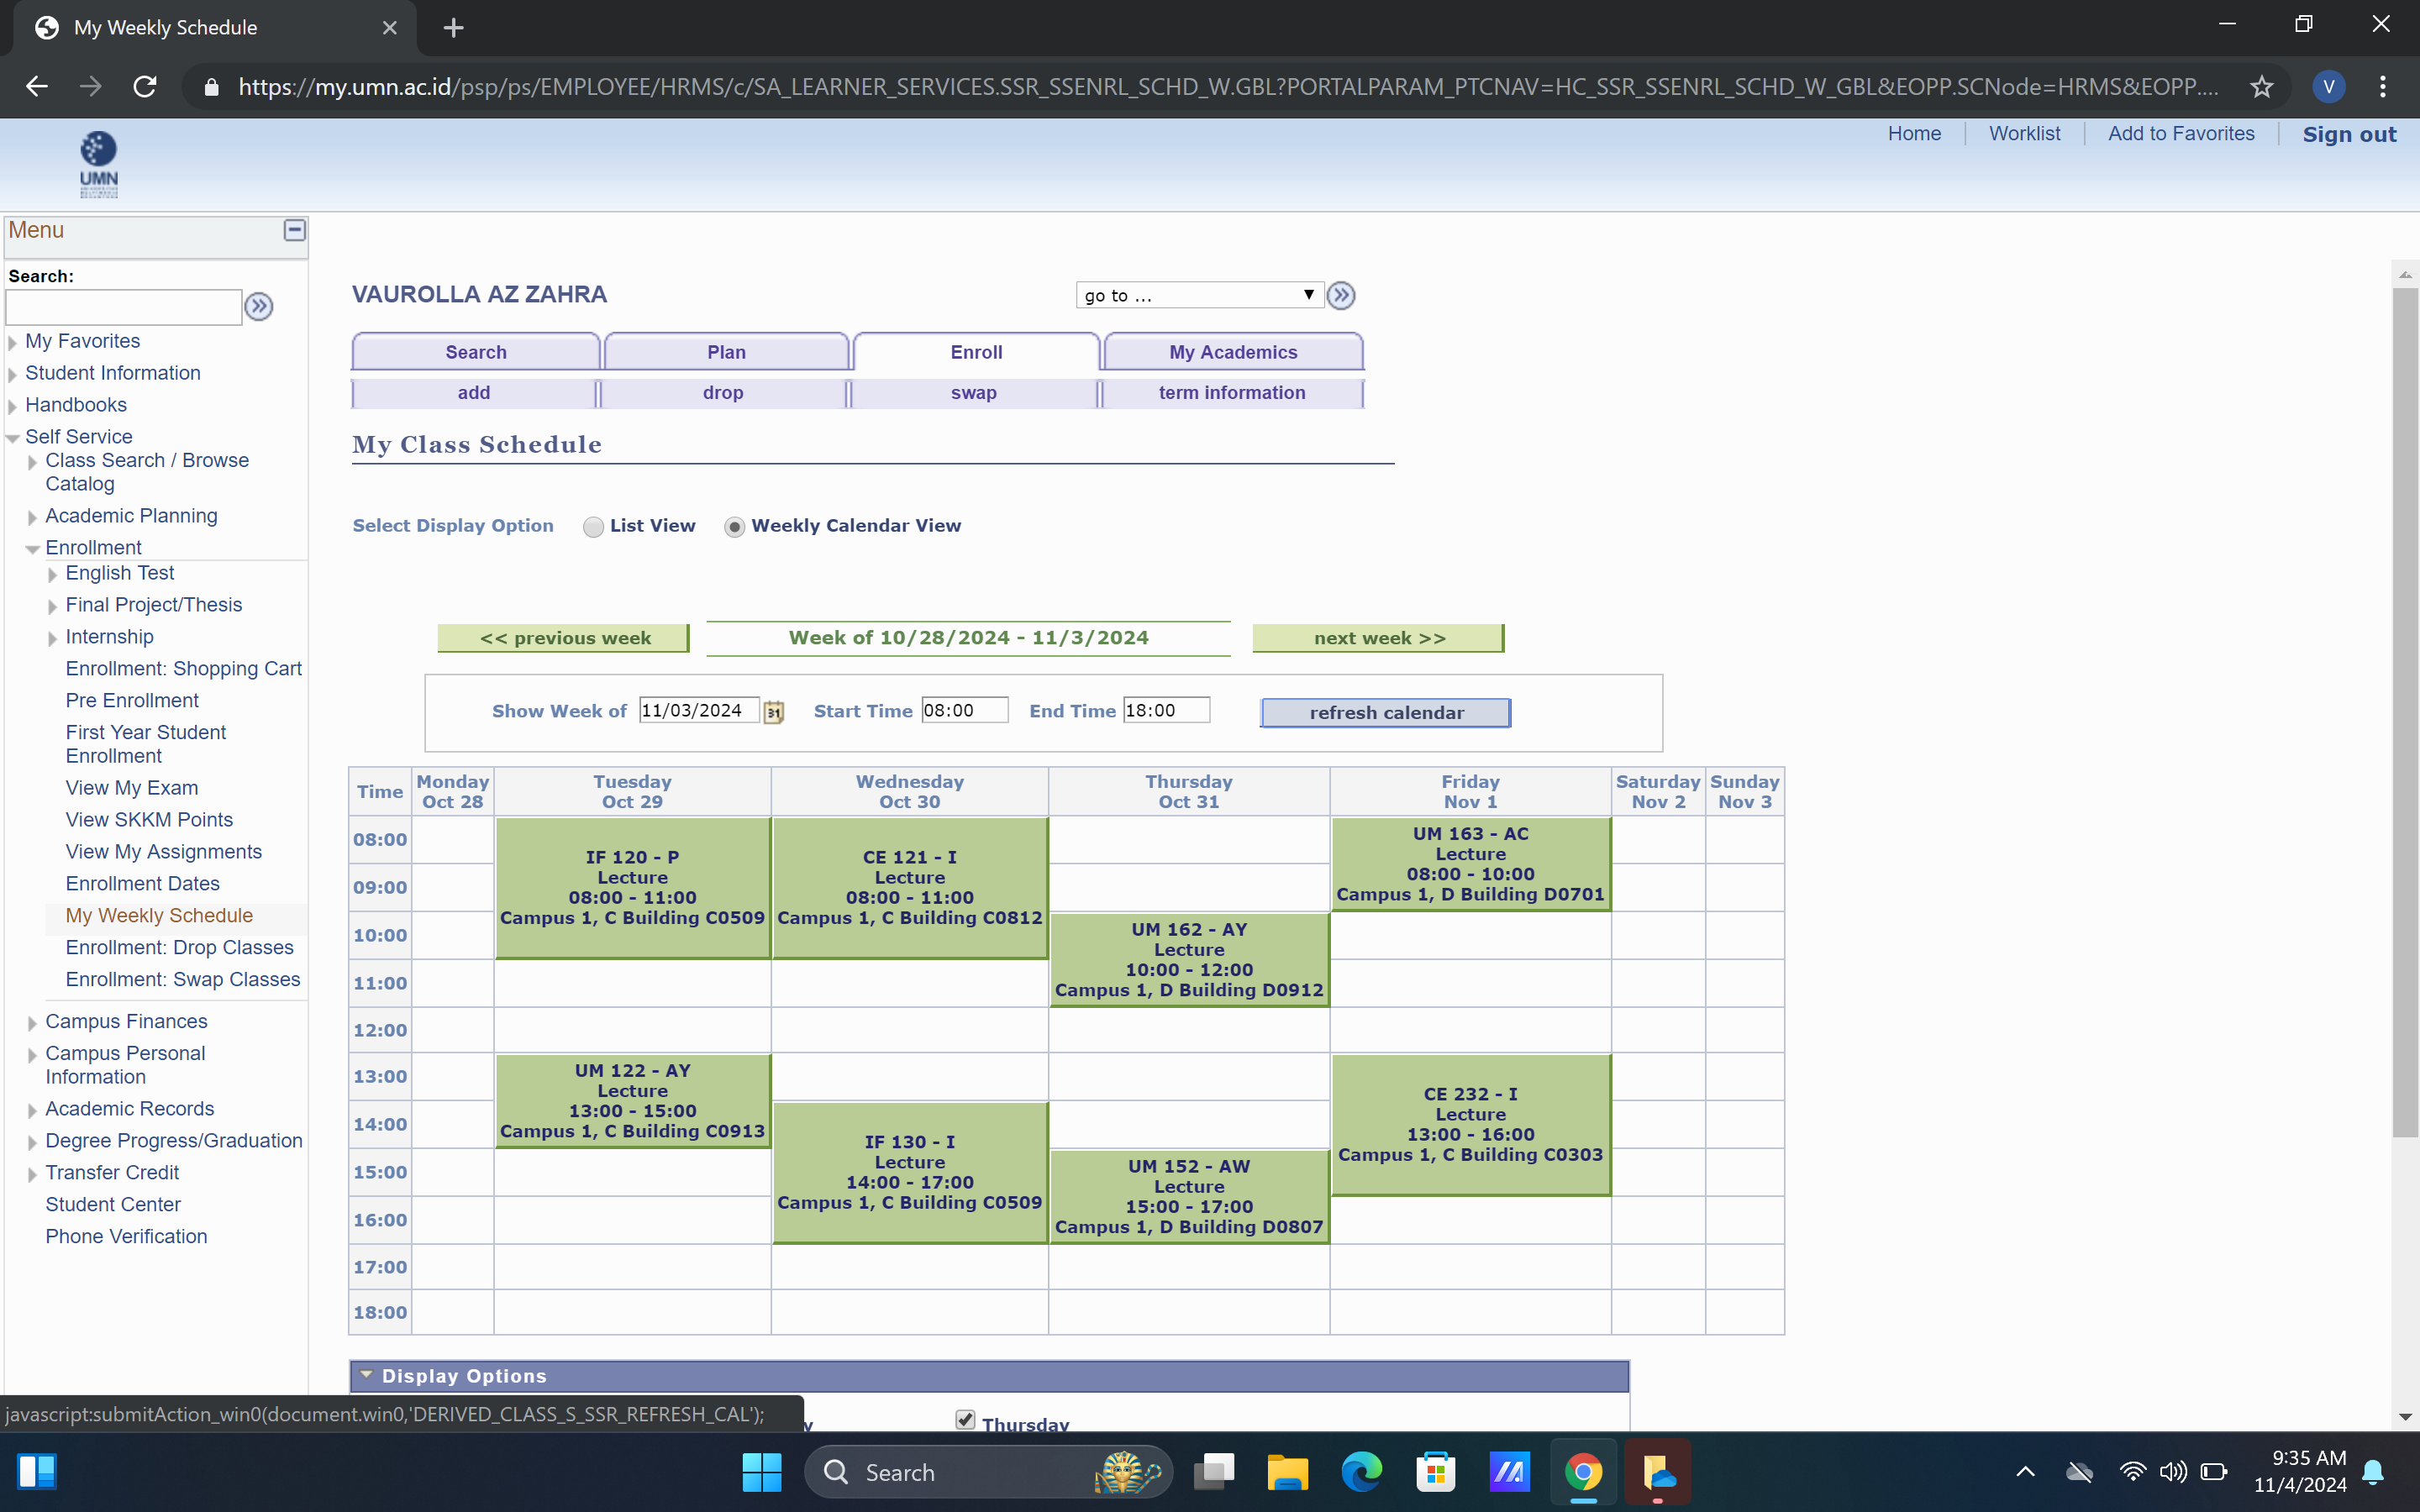 My Weekly Schedule
https://my.umn.ac.id/psp/ps/EMPLOYEE/HRMS/c/SA_LEARNER_SERVICES.SSR_SSENRL_SCHD_W.GBL?PORTALPARAM_PTCNAV=HC_SSR_SSENRL_SCHD_W_GBL&EOPP.SCNode=HRMS&EOPP....
V
Home
Worklist
Add to Favorites
Sign out
UMN
Menu
Search:
My Favorites
Student Information
Handbooks
Self Service
Class Search / Browse
Catalog
Academic Planning
Enrollment
English Test
Final Project/Thesis
Internship
Enrollment: Shopping Cart
Pre Enrollment
First Year Student
Enrollment
View My Exam
View SKKM Points
View My Assignments
Enrollment Dates
My Weekly Schedule
Enrollment: Drop Classes
Enrollment: Swap Classes
Campus Finances
Campus Personal
Information
Academic Records
Degree Progress/Graduation
Transfer Credit
Student Center
Phone Verification
VAUROLLA AZ ZAHRA
go to ...
Search
Plan
Enroll
My Academics
add
drop
swap
term information
My Class Schedule
Select Display Option
List View
Weekly Calendar View
<< previous week
Week of 10/28/2024 - 11/3/2024
next week >>
Show Week of 11/03/2024
31
Start Time 08:00
End Time 18:00
refresh calendar
Time
Monday
Oct 28
Tuesday
Oct 29
Wednesday
Oct 30
Thursday
Oct 31
Friday
Nov 1
Saturday
Nov 2
Sunday
Nov 3
08:00
09:00
10:00
11:00
12:00
13:00
14:00
15:00
16:00
17:00
18:00
IF 120 - P
Lecture
08:00 - 11:00
Campus 1, C Building C0509
UM 122 - AY
Lecture
13:00 - 15:00
Campus 1, C Building C0913
CE 121 - I
Lecture
08:00 - 11:00
Campus 1, C Building C0812
IF 130 - I
Lecture
14:00 - 17:00
Campus 1, C Building C0509
UM 162 - AY
Lecture
10:00 - 12:00
Campus 1, D Building D0912
UM 152 - AW
Lecture
15:00 - 17:00
Campus 1, D Building D0807
UM 163 - AC
Lecture
08:00 - 10:00
Campus 1, D Building D0701
CE 232 - I
Lecture
13:00 - 16:00
Campus 1, C Building C0303
Display Options
Thursday
javascript:submitAction_win0(document.win0,'DERIVED_CLASS_S_SSR_REFRESH_CAL');
Search
9:35 AM
11/4/2024